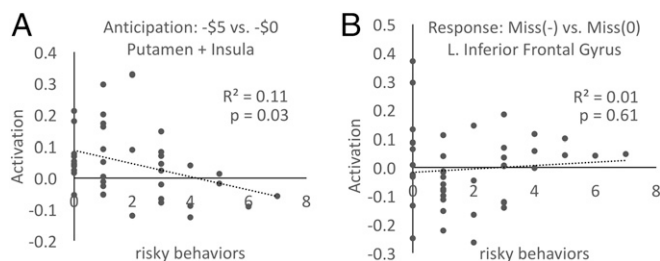 A
Anticipation: -$5 vs. -$0
Putamen + Insula
R² = 0.11
p = 0.03
Activation
0.4
0.3
0.2
0.1
0.0
-0.1
-0.2
0 2 4 6 8
risky behaviors
B
Response: Miss(-) vs. Miss(0)
L. Inferior Frontal Gyrus
R² = 0.01
p = 0.61
Activation
0.5
0.4
0.3
0.2
0.1
0.0
-0.1
-0.2
-0.3
0 2 4 6 8
risky behaviors